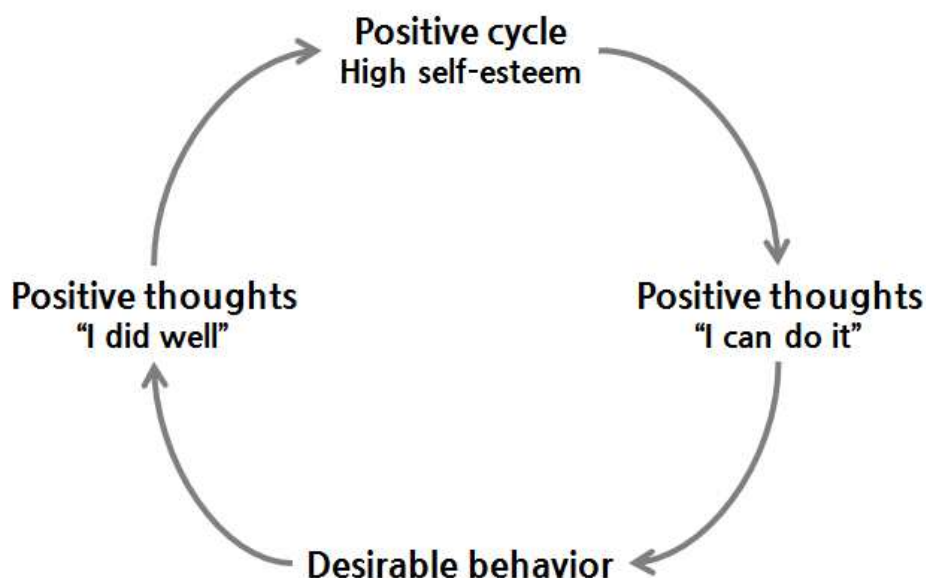 Positive cycle
High self-esteem
Positive thoughts
“I did well”
Positive thoughts
“I can do it”
Desirable behavior